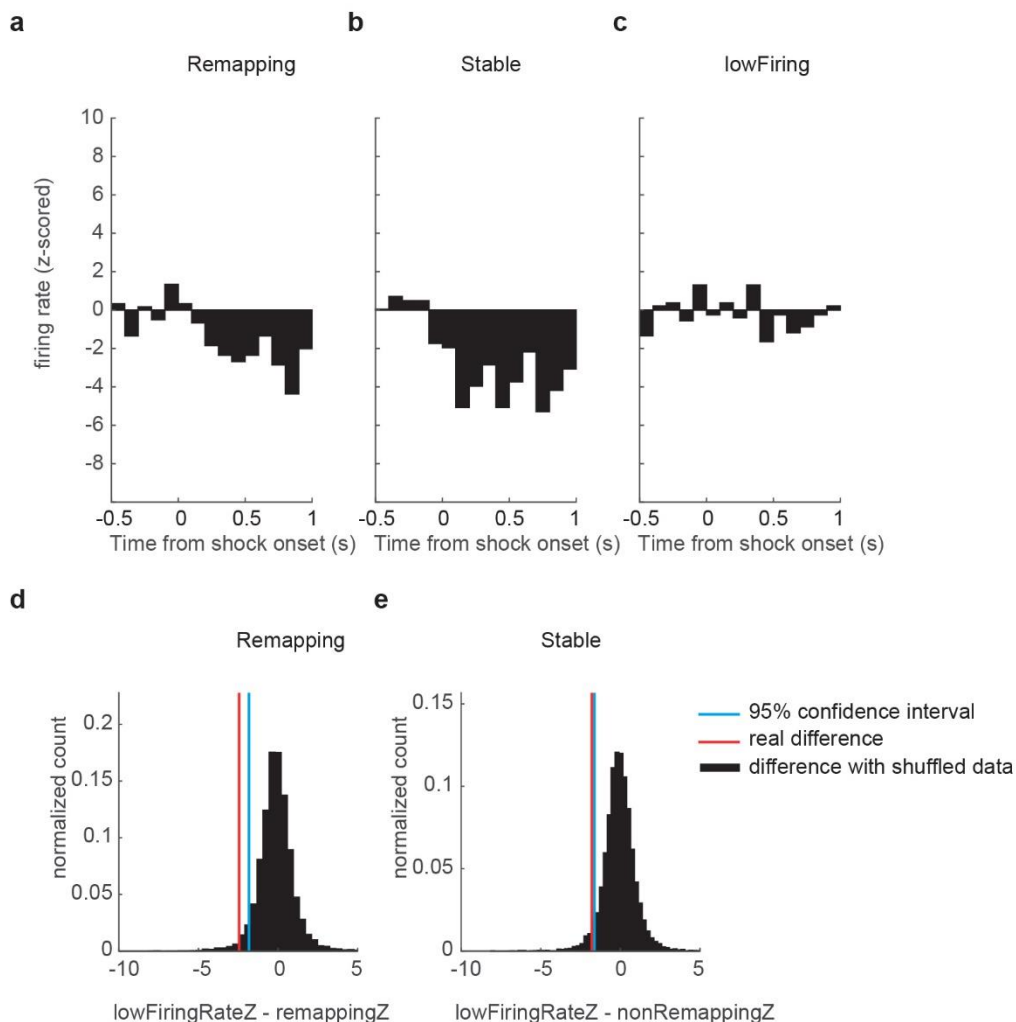 a
b
c
Remapping
Stable
lowFiring
firing rate (z-scored)
10
8
6
4
2
0
-2
-4
-6
-8
-0.5
0
0.5
1
-0.5
0
0.5
1
-0.5
0
0.5
1
Time from shock onset (s)
Time from shock onset (s)
Time from shock onset (s)
d
e
Remapping
Stable
normalized count
0.2
0.15
0.1
0.05
0
-10
-5
0
5
lowFiringRateZ - remappingZ
normalized count
0.15
0.1
0.05
0
-10
-5
0
5
lowFiringRateZ - nonRemappingZ
95% confidence interval
real difference
difference with shuffled data